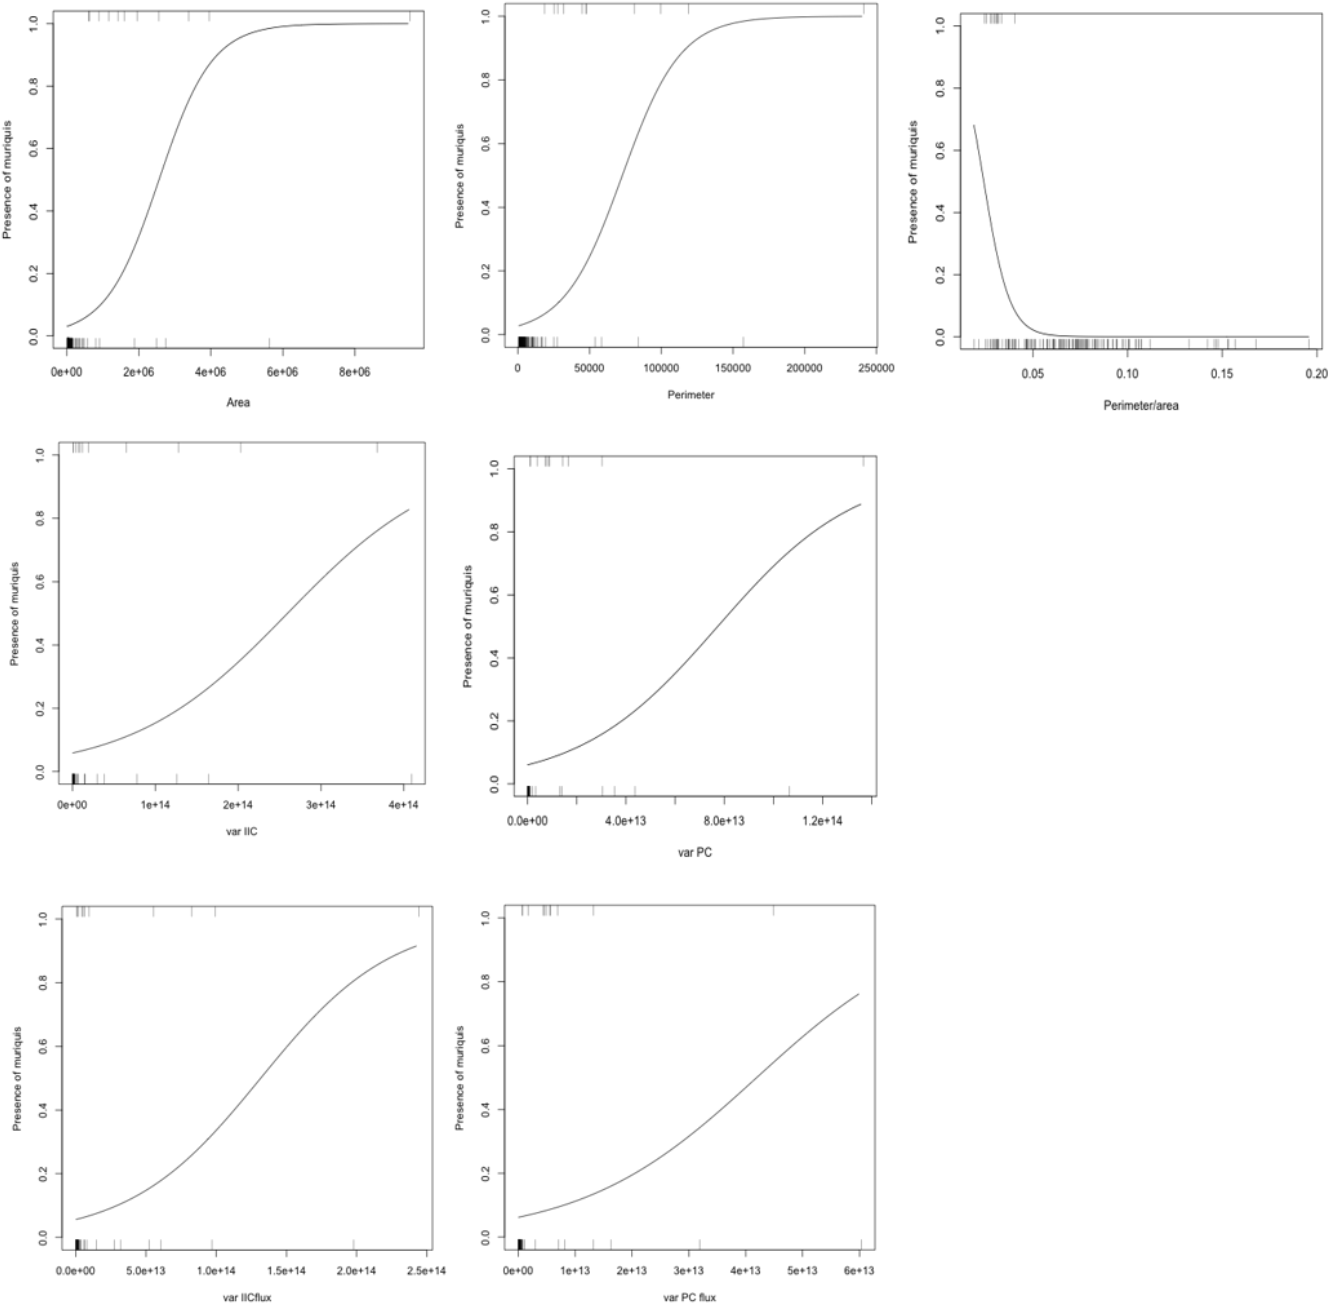 Presence of muriquis
1.0
0.8
0.6
0.4
0.2
0.0
0e+00 2e+06 4e+06 6e+06 8e+06
Area
Presence of muriquis
1.0
0.8
0.6
0.4
0.2
0.0
0 50000 100000 150000 200000 250000
Perimeter
Presence of muriquis
1.0
0.8
0.6
0.4
0.2
0.0
0.05 0.10 0.15 0.20
Perimeter/area
Presence of muriquis
1.0
0.8
0.6
0.4
0.2
0.0
0e+00 1e+14 2e+14 3e+14 4e+14
var IIC
Presence of muriquis
1.0
0.8
0.6
0.4
0.2
0.0
0.0e+00 4.0e+13 8.0e+13 1.2e+14
var PC
Presence of muriquis
1.0
0.8
0.6
0.4
0.2
0.0
0.0e+00 5.0e+13 1.0e+14 1.5e+14 2.0e+14 2.5e+14
var IICflux
Presence of muriquis
1.0
0.8
0.6
0.4
0.2
0.0
0e+00 1e+13 2e+13 3e+13 4e+13 5e+13 6e+13
var PC flux